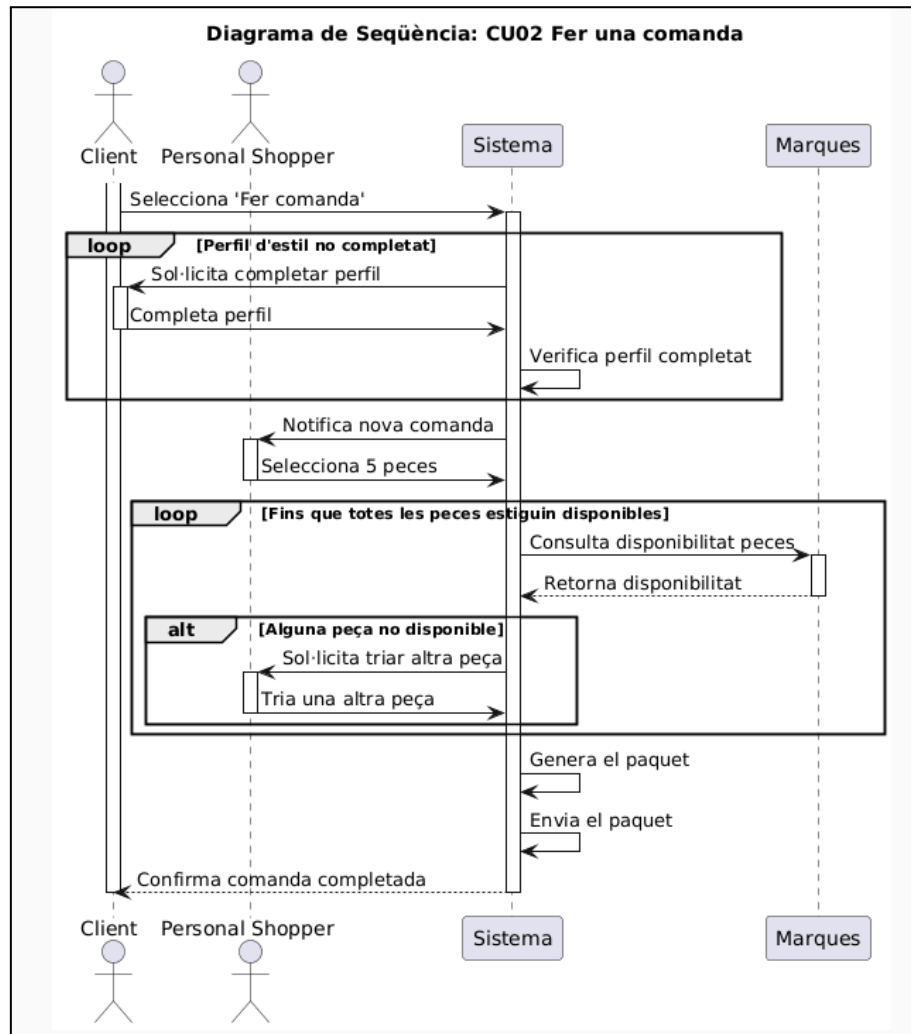 Diagrama de Seqüència: CU02 Fer una comanda
Client
Personal Shopper
Sistema
Marques
Selecciona 'Fer comanda'
loop
[Perfil d'estil no completat]
Sol·licita completar perfil
Completa perfil
Verifica perfil completat
Notifica nova comanda
Selecciona 5 peces
loop
[Fins que totes les peces estiguin disponibles]
Consulta disponibilitat peces
Retorna disponibilitat
alt
[Alguna peça no disponible]
Sol·licita triar altra peça
Tria una altra peça
Genera el paquet
Envia el paquet
Confirma comanda completada
Client
Personal Shopper
Sistema
Marques